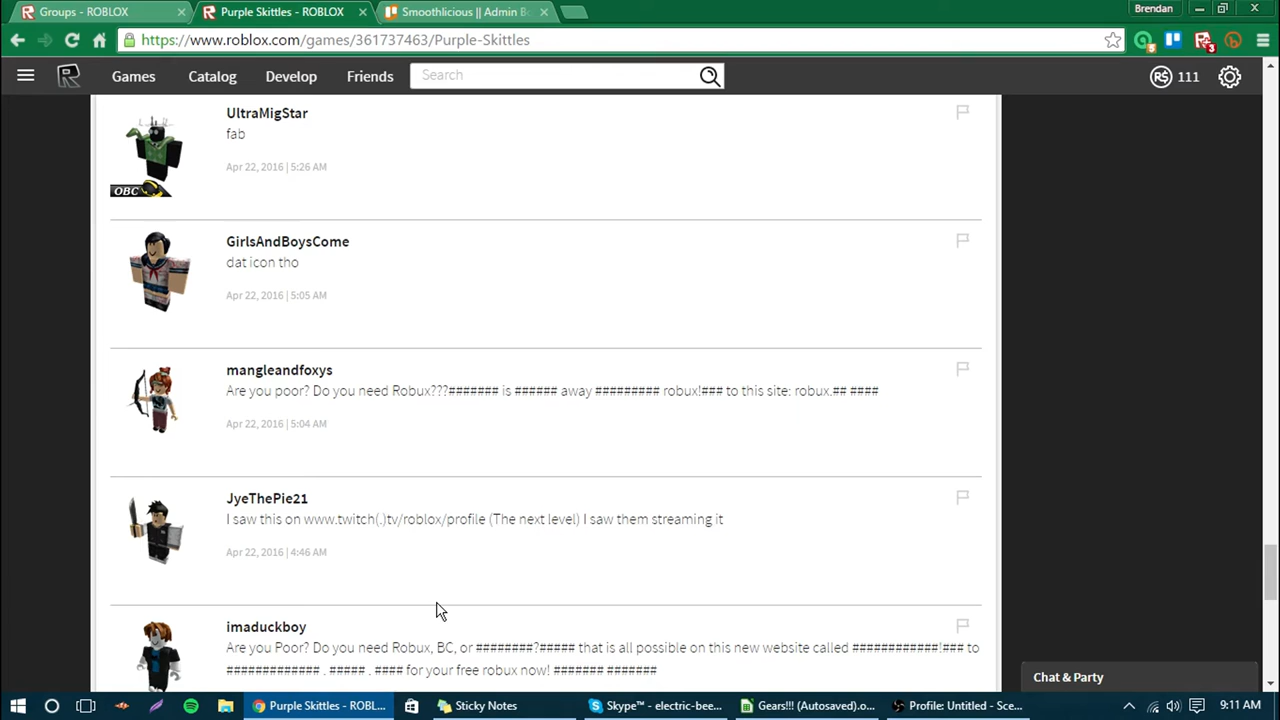 Groups - ROBLOX
Purple Skittles - ROBLOX
Smoothlicious || Admin B
Brendan
https://www.roblox.com/games/361737463/Purple-Skittles
5
3
Games
Catalog
Develop
Friends
Search
R$ 111
UltraMigStar
fab
Apr 22, 2016 | 5:26 AM
OBC
GirlsAndBoysCome
dat icon tho
Apr 22, 2016 | 5:05 AM
mangleandfoxys
Are you poor? Do you need Robux???####### is ###### away ######### robux!### to this site: robux.## ####
Apr 22, 2016 | 5:04 AM
JyeThePie21
I saw this on www.twitch(.)tv/roblox/profile (The next level) I saw them streaming it
Apr 22, 2016 | 4:46 AM
imaduckboy
Are you Poor? Do you need Robux, BC, or ########?##### that is all possible on this new website called ############!### to
############# . ##### . #### for your free robux now! ####### #######
Chat & Party
Purple Skittles - ROBL...
Sticky Notes
Skype™ - electric-bee...
Gears!!! (Autosaved).o...
Profile: Untitled - Sce...
9:11 AM